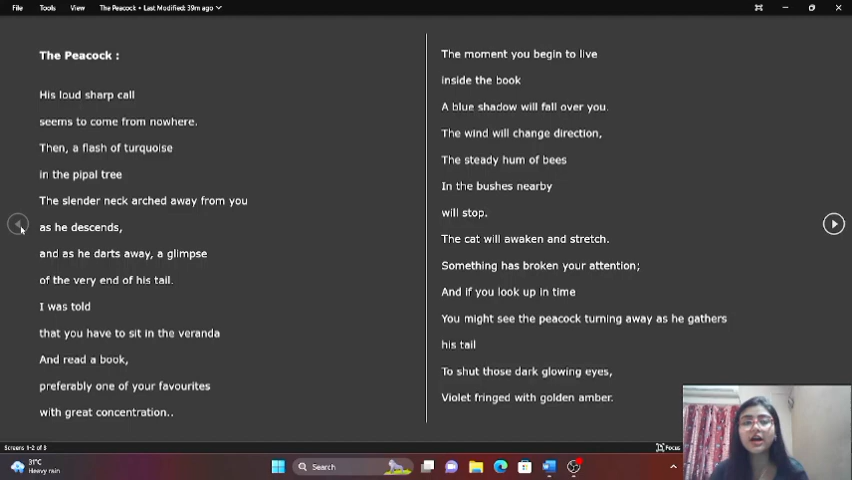 File Tools View The Peacock • Last Modified: 39m ago
The Peacock :
His loud sharp call
seems to come from nowhere.
Then, a flash of turquoise
in the pipal tree
The slender neck arched away from you
as he descends,
and as he darts away, a glimpse
of the very end of his tail.
I was told
that you have to sit in the veranda
And read a book,
preferably one of your favourites
with great concentration..
The moment you begin to live
inside the book
A blue shadow will fall over you.
The wind will change direction,
The steady hum of bees
In the bushes nearby
will stop.
The cat will awaken and stretch.
Something has broken your attention;
And if you look up in time
You might see the peacock turning away as he gathers
his tail
To shut those dark glowing eyes,
Violet fringed with golden amber.
Screens 1-2 of 5
Focus
31°C
Heavy rain
Search